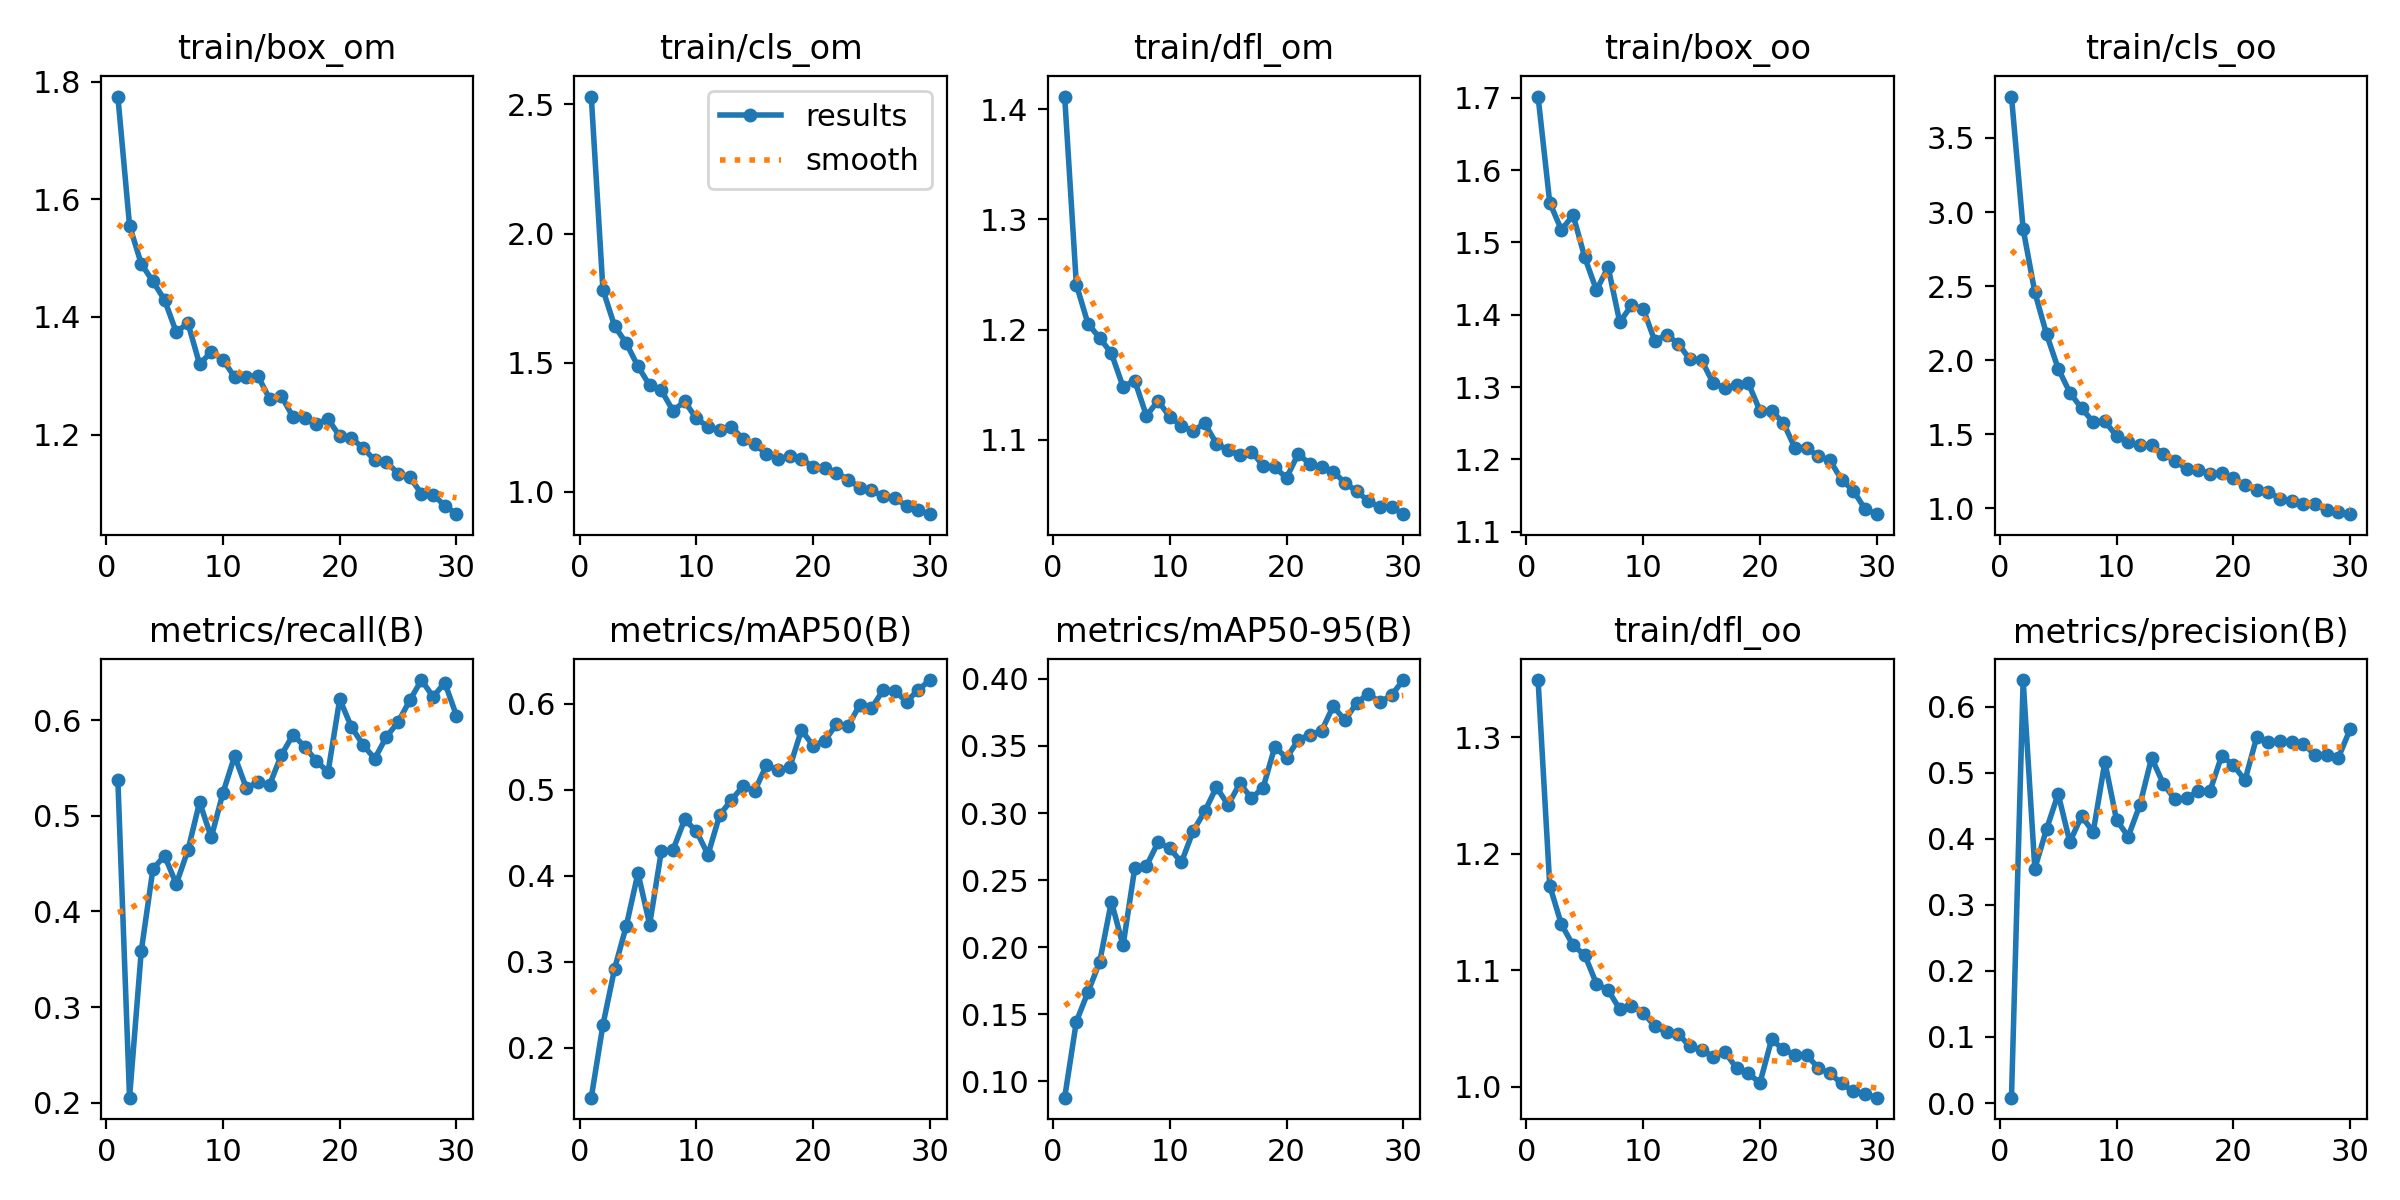 train/box_om
1.8
1.6
1.4
1.2
0 10 20 30
train/cls_om
results
smooth
2.5
2.0
1.5
1.0
0 10 20 30
train/dfl_om
1.4
1.3
1.2
1.1
0 10 20 30
train/box_oo
1.7
1.6
1.5
1.4
1.3
1.2
1.1
0 10 20 30
train/cls_oo
3.5
3.0
2.5
2.0
1.5
1.0
0 10 20 30
metrics/recall(B)
0.6
0.5
0.4
0.3
0.2
0 10 20 30
metrics/mAP50(B)
0.6
0.5
0.4
0.3
0.2
0 10 20 30
metrics/mAP50-95(B)
0.40
0.35
0.30
0.25
0.20
0.15
0.10
0 10 20 30
train/dfl_oo
1.3
1.2
1.1
1.0
0 10 20 30
metrics/precision(B)
0.6
0.5
0.4
0.3
0.2
0.1
0.0
0 10 20 30